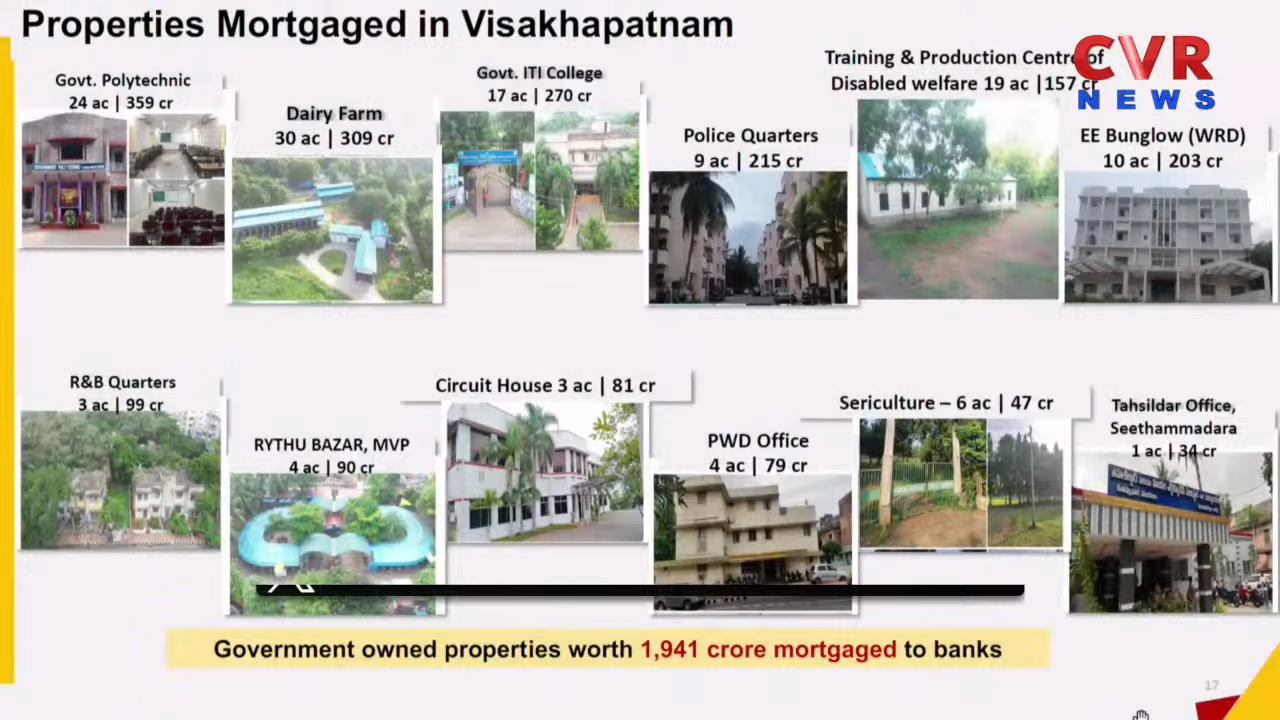 Properties Mortgaged in Visakhapatnam
CVR
NEWS
Govt. Polytechnic
24 ac | 359 cr
Dairy Farm
30 ac | 309 cr
Govt. ITI College
17 ac | 270 cr
Police Quarters
9 ac | 215 cr
Training & Production Centre of
Disabled welfare 19 ac |157 cr
EE Bunglow (WRD)
10 ac | 203 cr
R&B Quarters
3 ac | 99 cr
RYTHU BAZAR, MVP
4 ac | 90 cr
Circuit House 3 ac | 81 cr
PWD Office
4 ac | 79 cr
Sericulture – 6 ac | 47 cr
Tahsildar Office,
Seethammadara
1 ac | 34 cr
Government owned properties worth 1,941 crore mortgaged to banks
17